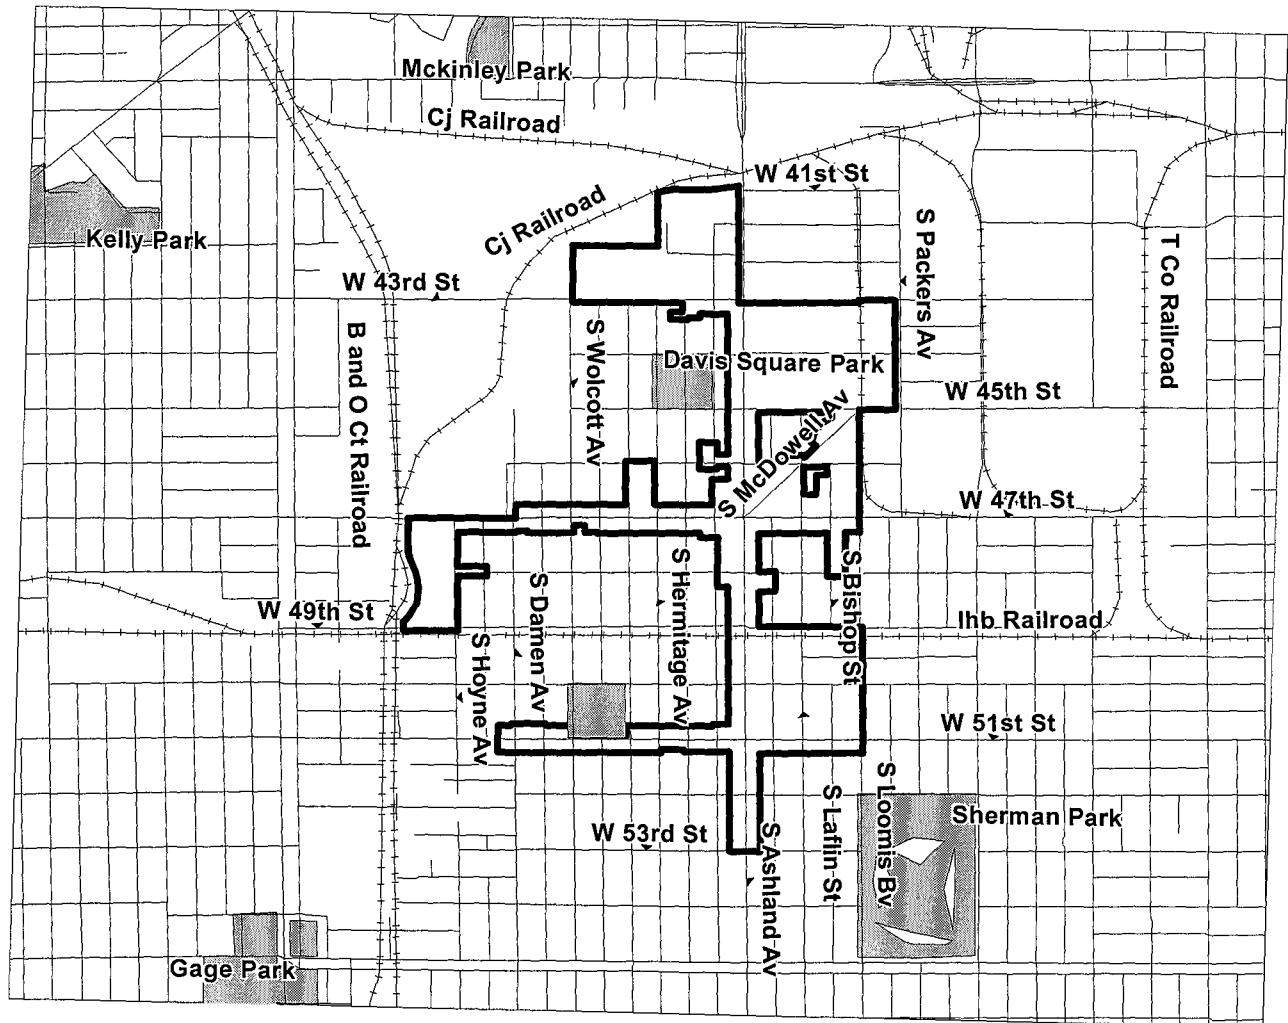 Mckinley Park
Cj Railroad
W 41st St
Cj Railroad
S Packers Av
Kelly Park
T Co Railroad
W 43rd St
B and O Ct Railroad
S Wolcott Av
Davis Square Park
W 45th St
S McDowell Av
W 47th St
S Hermitage Av
S Bishop St
S Damen Av
W 49th St
Ihb Railroad
S Hoyne Av
W 51st St
S Loomis Bv
S Laflin St
Sherman Park
W 53rd St
S Ashland Av
Gage Park